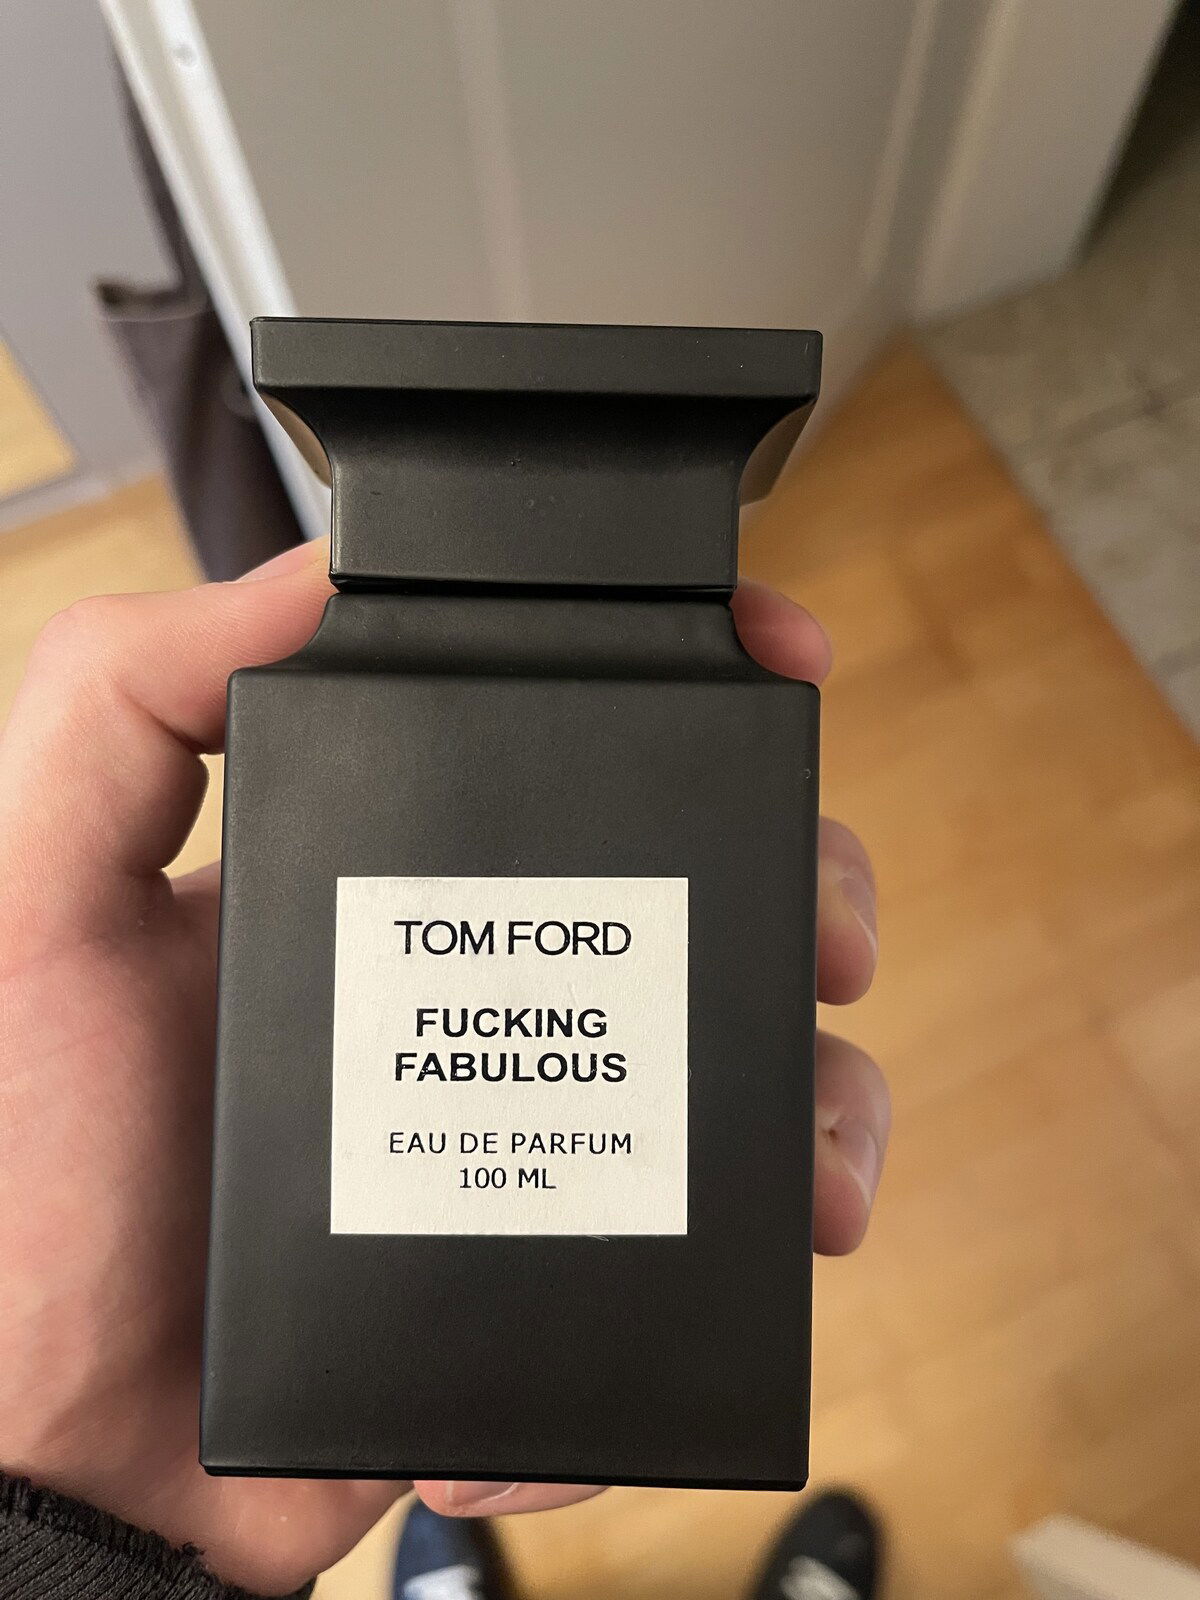 TOM FORD
FUCKING
FABULOUS
EAU DE PARFUM
100 ML